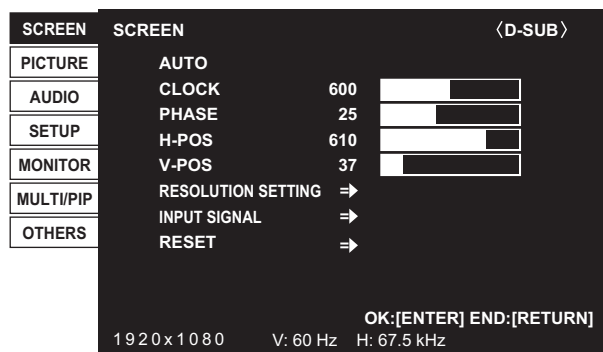 SCREEN
PICTURE
AUDIO
SETUP
MONITOR
MULTI/PIP
OTHERS
SCREEN 〈D-SUB〉
AUTO
CLOCK 600
PHASE 25
H-POS 610
V-POS 37
RESOLUTION SETTING
INPUT SIGNAL
RESET
OK:[ENTER] END:[RETURN]
1920x1080 V: 60 Hz H: 67.5 kHz